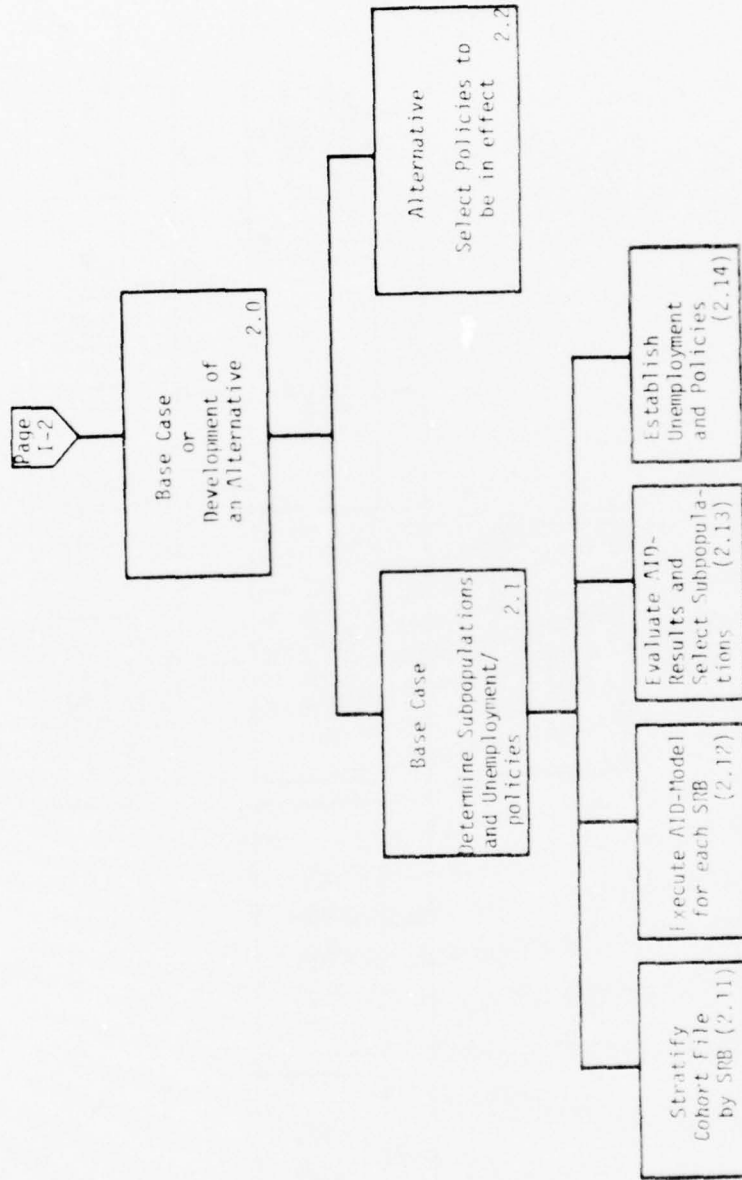 Page
I-2
Base Case
or
Development of
an Alternative
2.0
Base Case
Determine Subpopulations
and Unemployment/
policies
2.1
Alternative
Select Policies to
be in effect
2.2
Stratify
Cohort File
by SRB (2.11)
Execute AID-Model
for each SRB
(2.12)
Evaluate AID-
Results and
Select Subpopula-
tions (2.13)
Establish
Unemployment
and Policies
(2.14)